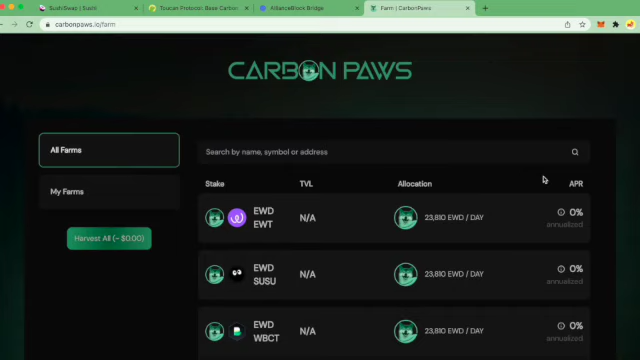 SushiSwap | Sushi
Toucan Protocol: Base Carbon
AllianceBlock Bridge
Farm | CarbonPaws
carbonpaws.io/farm
CARBON PAWS
All Farms
My Farms
Harvest All (~ $0.00)
Search by name, symbol or address
Stake TVL Allocation APR
EWD
EWT
N/A
23,810 EWD / DAY
0%
annualized
EWD
SUSU
N/A
23,810 EWD / DAY
0%
annualized
EWD
WBCT
N/A
23,810 EWD / DAY
0%
annualized